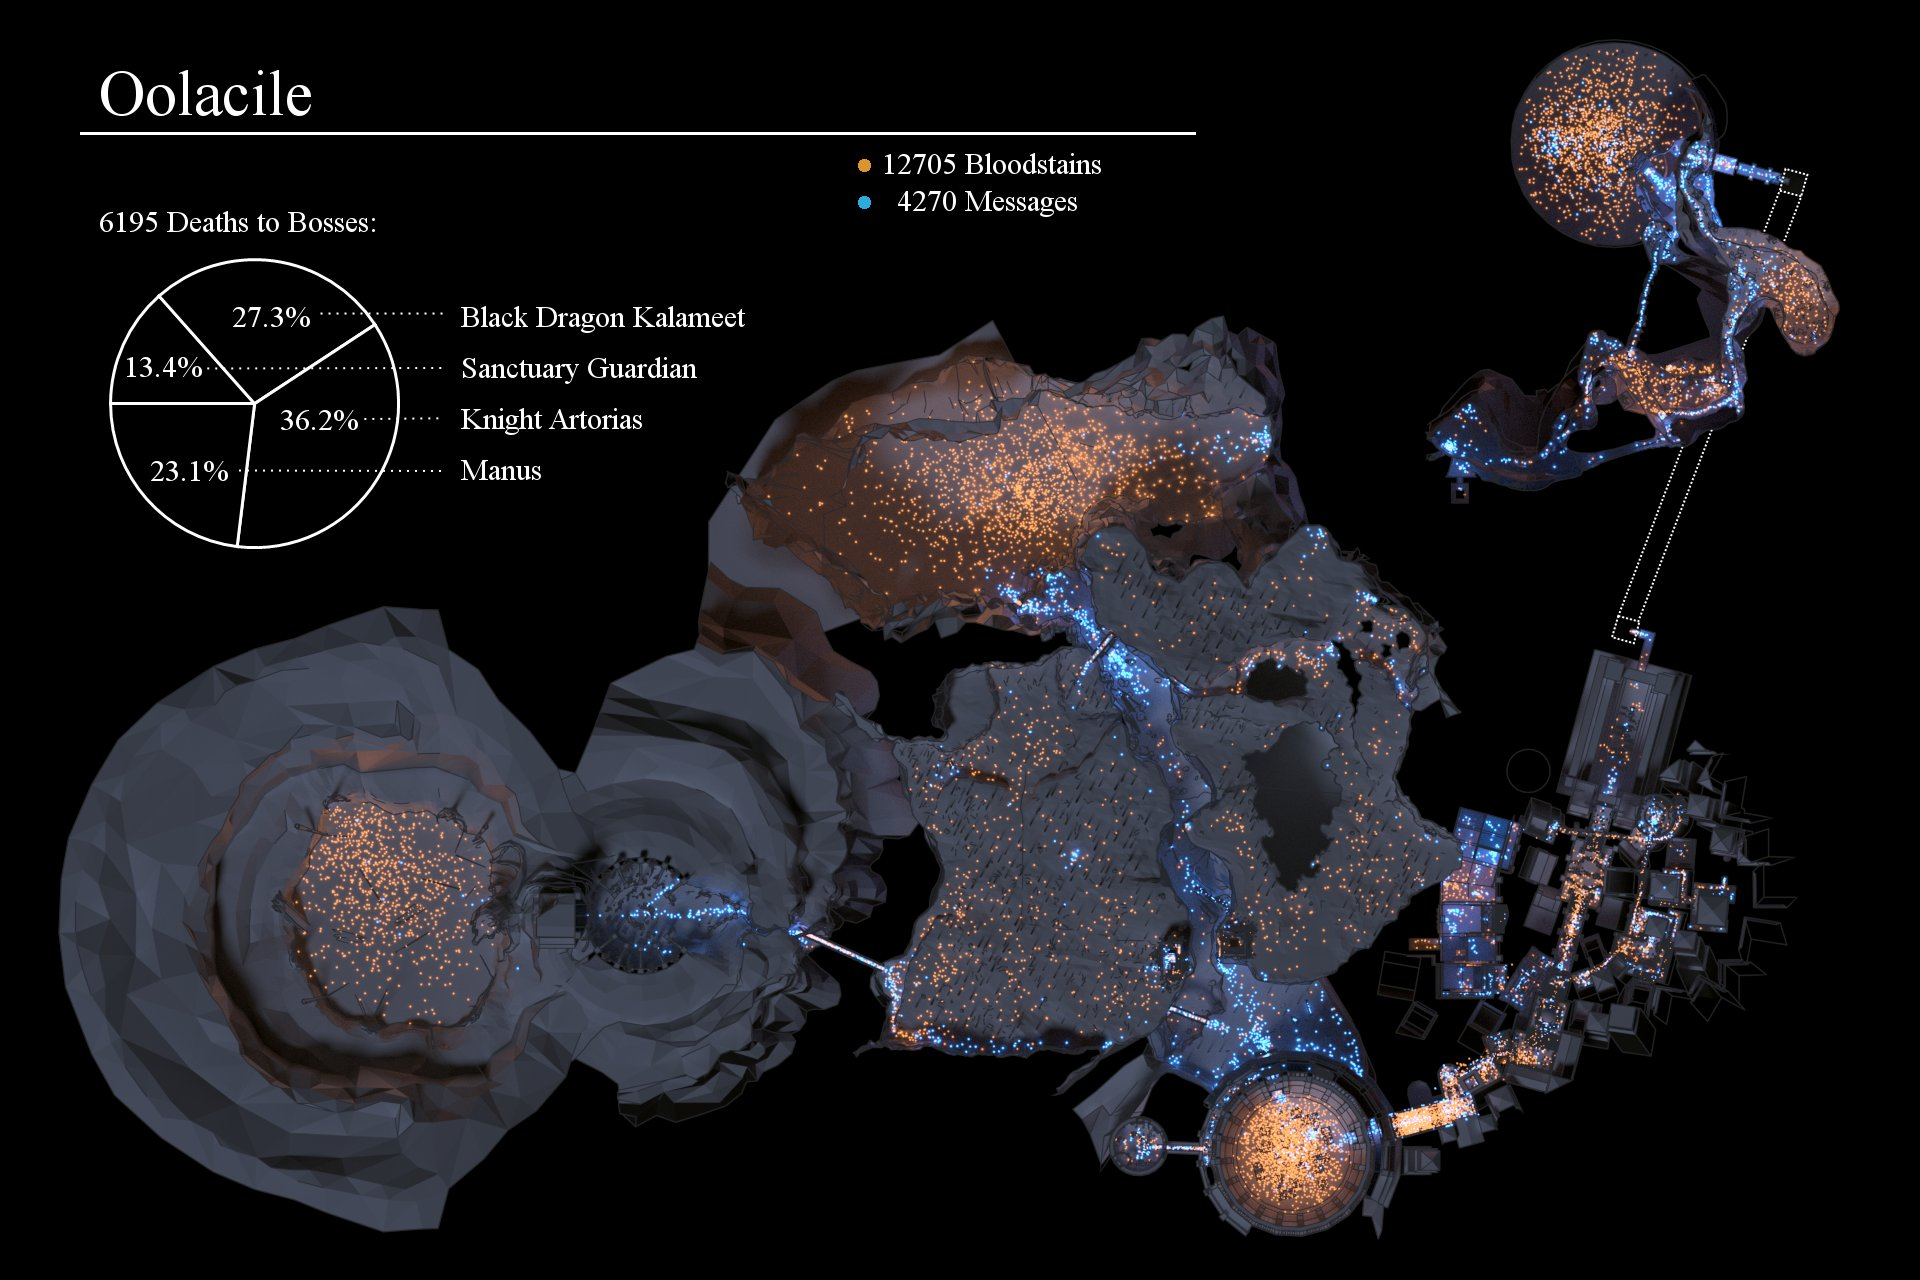 Oolacile
12705 Bloodstains
4270 Messages
6195 Deaths to Bosses:
27.3% Black Dragon Kalameet
13.4% Sanctuary Guardian
36.2% Knight Artorias
23.1% Manus